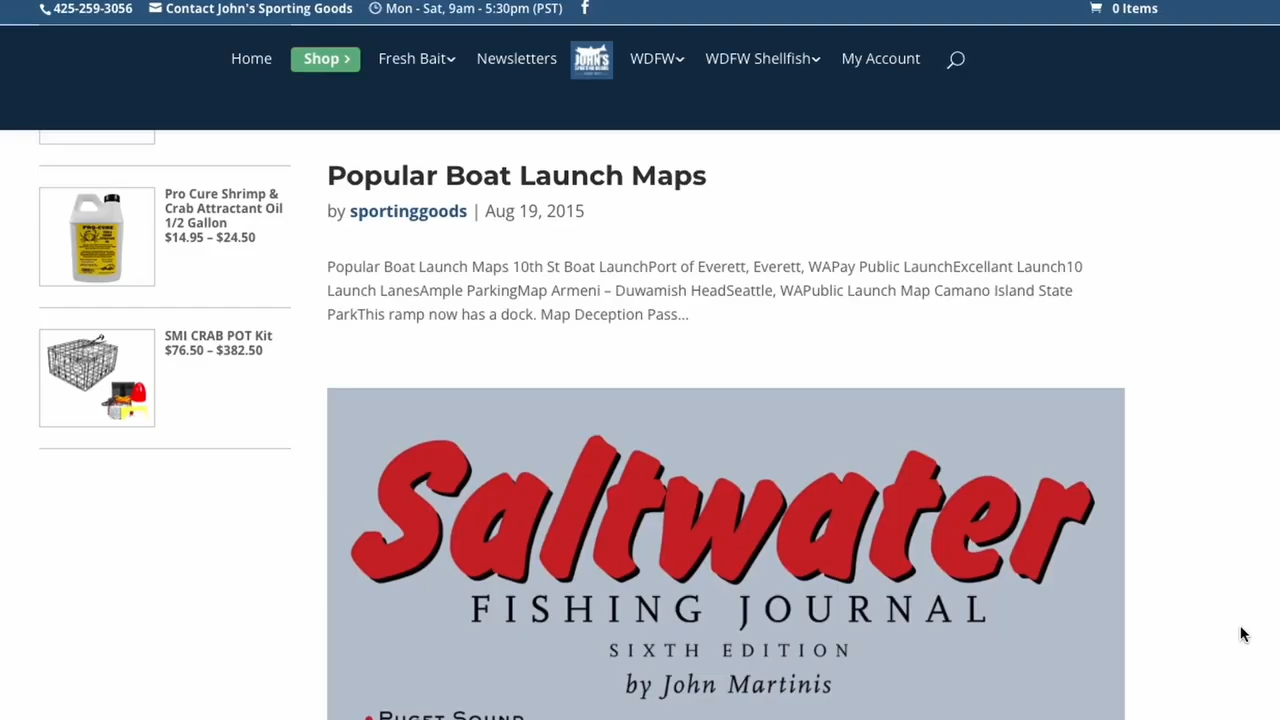 425-259-3056 Contact John's Sporting Goods Mon - Sat, 9am - 5:30pm (PST) 0 Items
Home Shop Fresh Bait Newsletters JOHN'S WDFW WDFW Shellfish My Account
Pro Cure Shrimp &
Crab Attractant Oil
1/2 Gallon
$14.95 – $24.50
SMI CRAB POT Kit
$76.50 – $382.50
Popular Boat Launch Maps
by sportinggoods | Aug 19, 2015
Popular Boat Launch Maps 10th St Boat LaunchPort of Everett, Everett, WAPay Public LaunchExcellant Launch10
Launch LanesAmple ParkingMap Armeni – Duwamish HeadSeattle, WAPublic Launch Map Camano Island State
ParkThis ramp now has a dock. Map Deception Pass...
Saltwater
FISHING JOURNAL
SIXTH EDITION
by John Martinis
PUGET SOUND